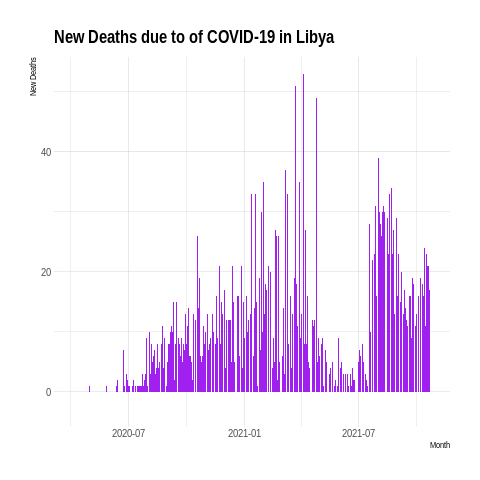 New Deaths due to of COVID-19 in Libya
New Deaths
40
20
0
2020-07
2021-01
2021-07
Month